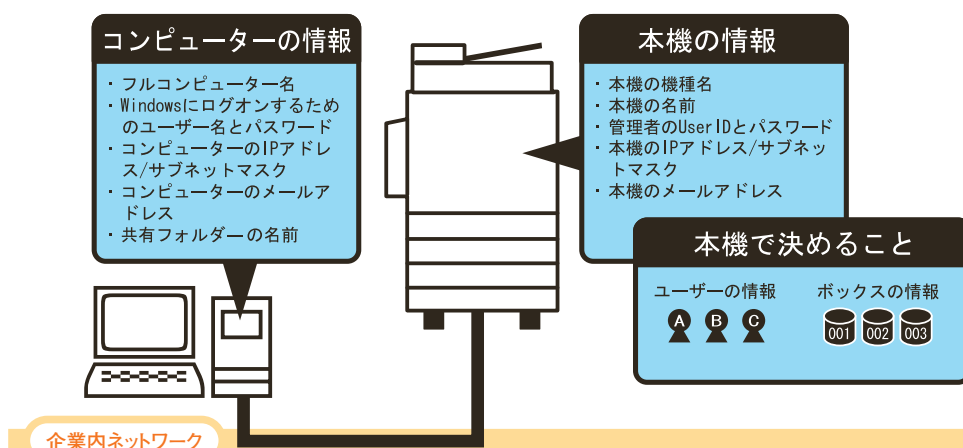 コンピューターの情報
・フルコンピューター名
・Windowsにログオンするため
のユーザー名とパスワード
・コンピューターのIPアドレ
ス/サブネットマスク
・コンピューターのメールア
ドレス
・共有フォルダーの名前
本機の情報
・本機の機種名
・本機の名前
・管理者のUserIDとパスワード
・本機のIPアドレス/サブネッ
トマスク
・本機のメールアドレス
本機で決めること
ユーザーの情報
A B C
ボックスの情報
001 002 003
企業内ネットワーク